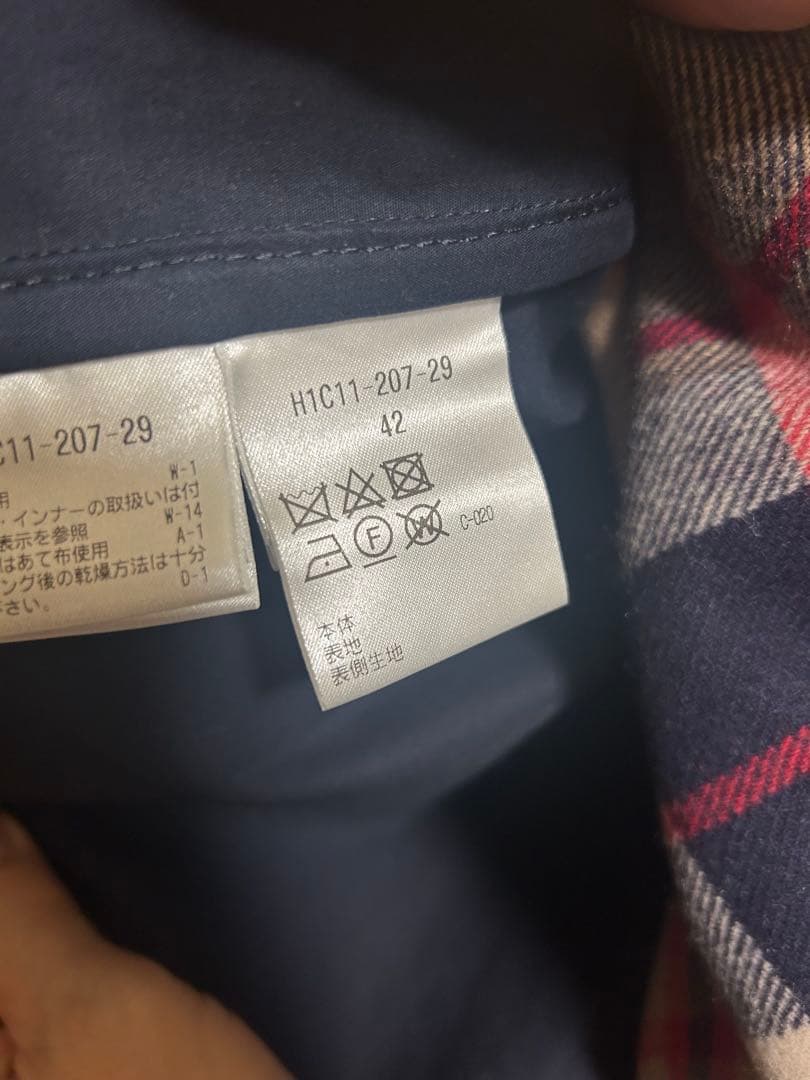 C11-207-29
用
W-1
・インナーの取扱いは付
W-14
表示を参照
A-1
はあて布使用
ング後の乾燥方法は十分
D-1
さい。
H1C11-207-29
42
F
W
C-020
本体
表地
表側生地